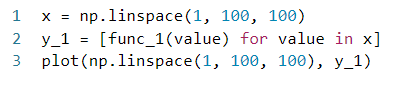 1 x = np.linspace(1, 100, 100)
2 y_1 = [func_1(value) for value in x]
3 plot(np.linspace(1, 100, 100), y_1)